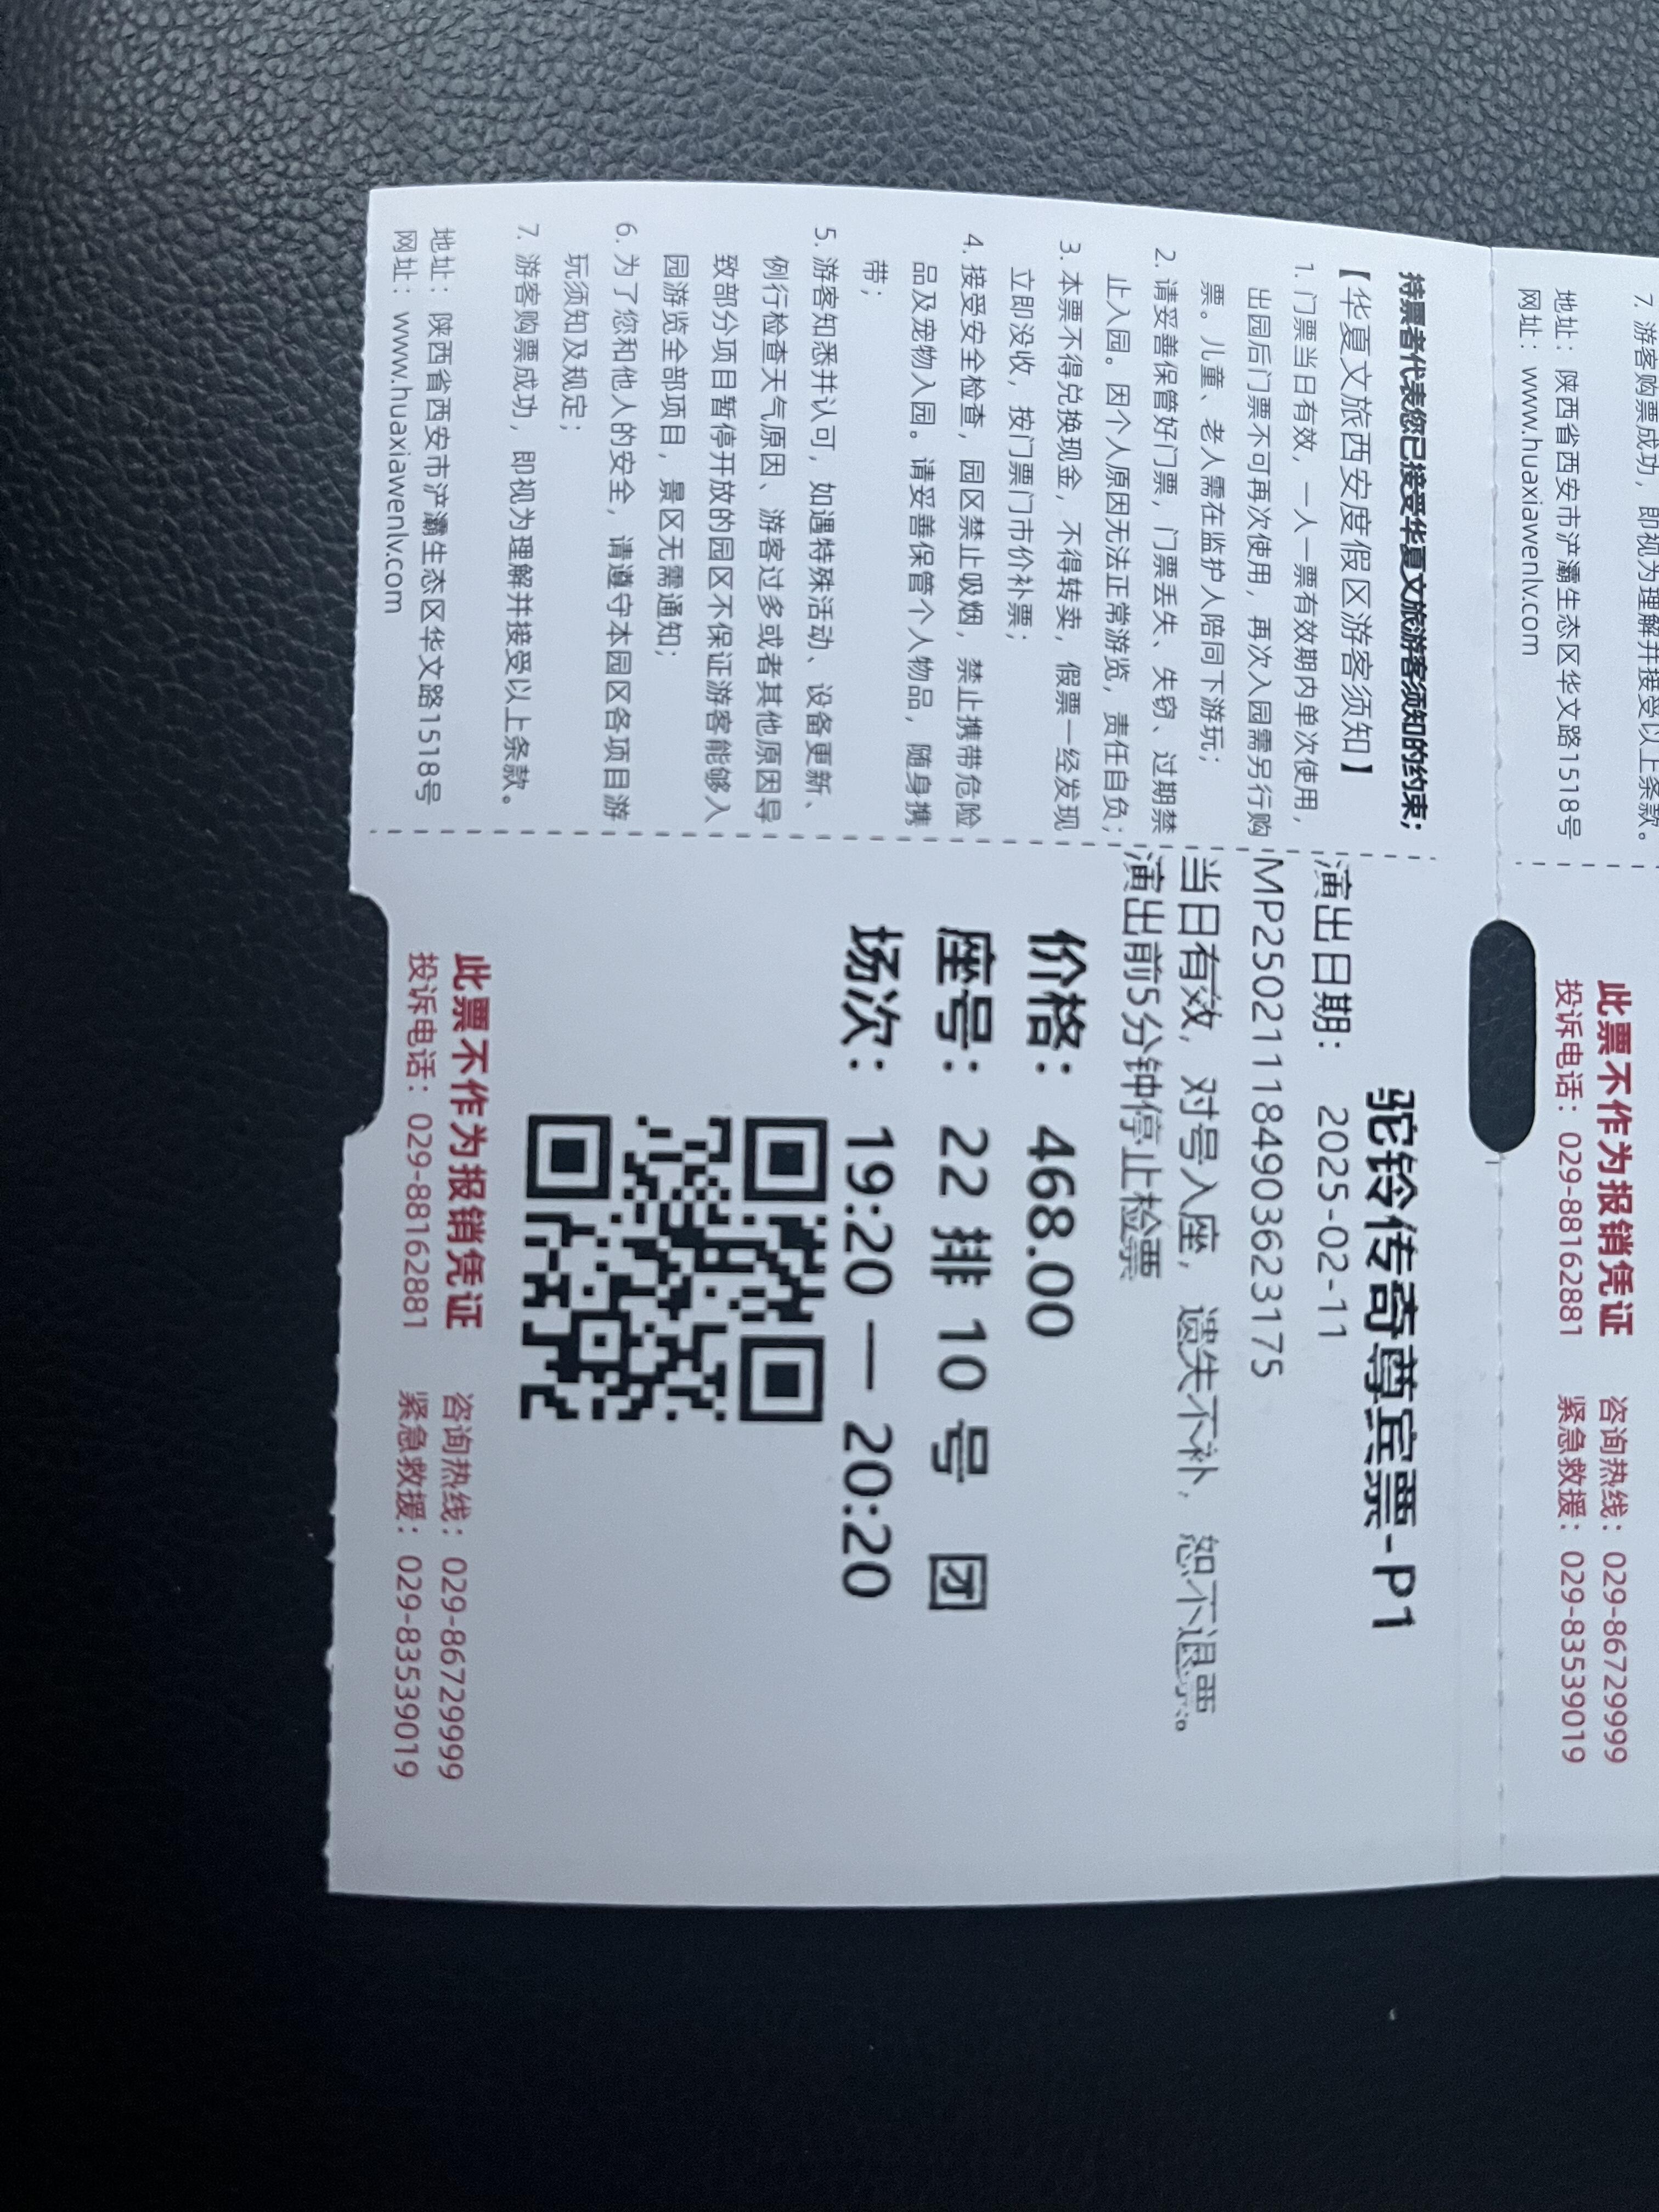 持票者代表您已接受华夏文旅游客须知的约束；
【华夏文旅西安度假区游客须知】
1. 门票当日有效，一人一票有效期内单次使用，
出园后门票不可再次使用，再次入园需另行购
票。儿童、老人需在监护人陪同下游玩；
2. 请妥善保管好门票，门票丢失、失窃、过期禁
止入园。因个人原因无法正常游览，责任自负；
3. 本票不得兑换现金，不得转卖，假票一经发现
立即没收，按门票门市价补票；
4. 接受安全检查，园区禁止吸烟，禁止携带危险
品及宠物入园。请妥善保管个人物品，随身携
带；
5. 游客知悉并认可，如遇特殊活动、设备更新、
例行检查天气原因、游客过多或者其他原因导
致部分项目暂停开放的园区不保证游客能够入
园游览全部项目，景区无需通知；
6. 为了您和他人的安全，请遵守本园区各项目游
玩须知及规定；
7. 游客购票成功，即视为理解并接受以上条款。
地址：陕西省西安市浐灞生态区华文路1518号
网址：www.huaxiawenlv.com
驼铃传奇尊宾票-P1
演出日期： 2025-02-11
MP250211184903623175
当日有效，对号入座，遗失不补，恕不退票。
演出前5分钟停止检票
价格：468.00
座号：22 排 10 号 团
场次：19:20 — 20:20
此票不作为报销凭证 咨询热线：029-86729999
投诉电话：029-88162881 紧急救援：029-83539019
7. 游客购票成功，即视为理解并接受以上条款。
地址：陕西省西安市浐灞生态区华文路1518号
网址：www.huaxiawenlv.com
此票不作为报销凭证 咨询热线：029-86729999
投诉电话：029-88162881 紧急救援：029-83539019